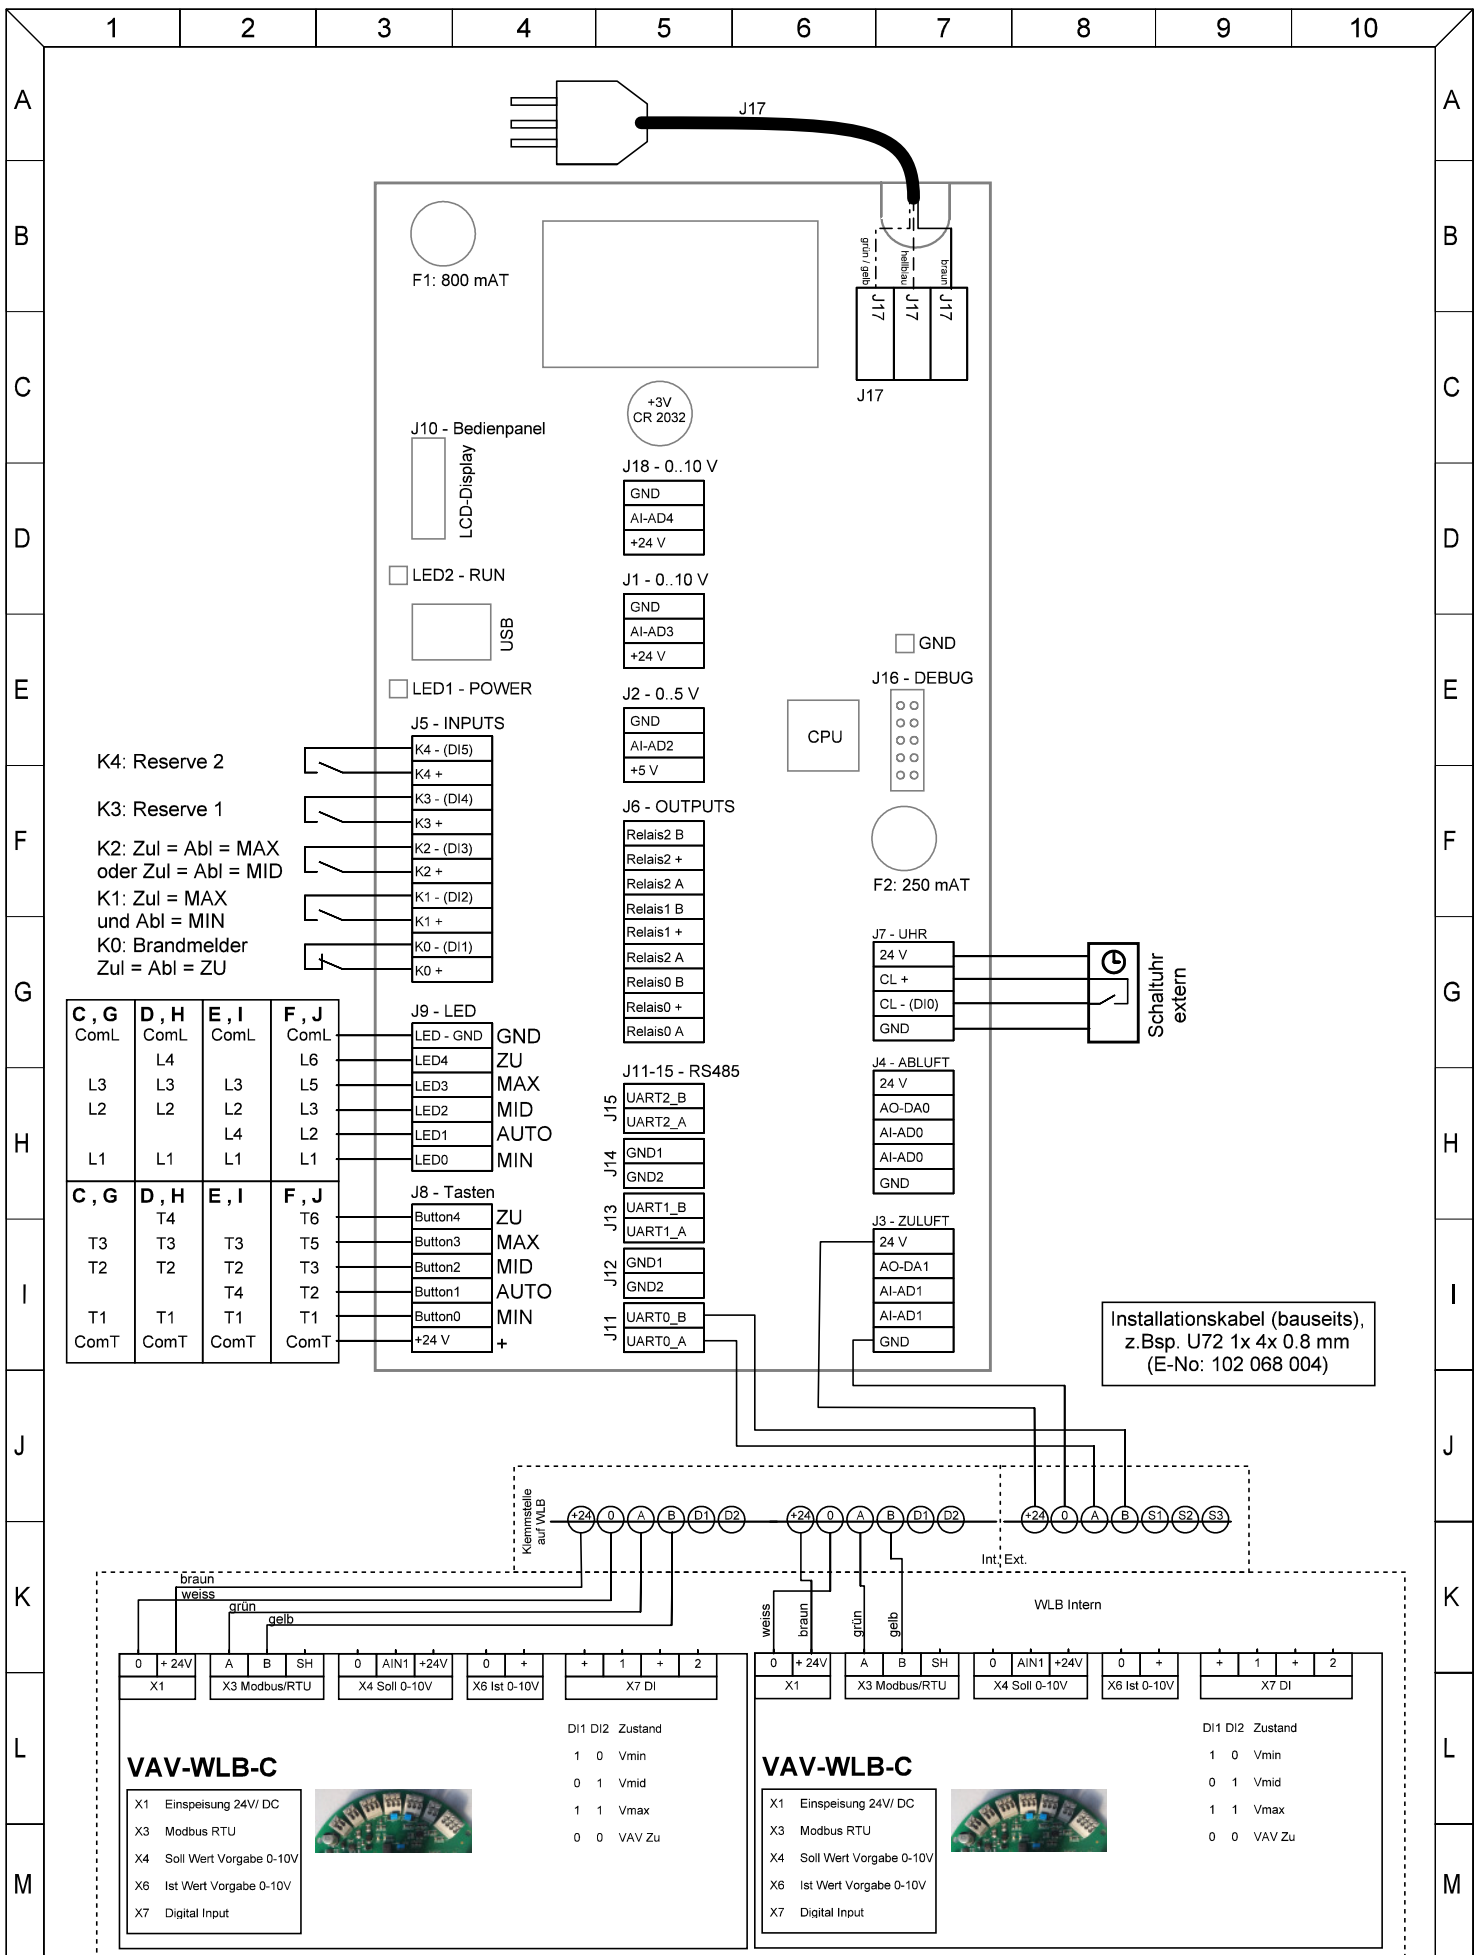 1 2 3 4 5 6 7 8 9 10
A A
J17
B B
F1: 800 mAT
grün / gelb
hellblau
braun
J17 J17 J17
J17
C C
+3V
CR 2032
J10 - Bedienpanel
LCD-Display
J18 - 0..10 V
GND
AI-AD4
+24 V
D D
LED2 - RUN
USB
LED1 - POWER
J1 - 0..10 V
GND
AI-AD3
+24 V
GND
J16 - DEBUG
E E
J2 - 0..5 V
GND
AI-AD2
+5 V
CPU
J5 - INPUTS
K4 - (DI5)
K4 +
K3 - (DI4)
K3 +
K2 - (DI3)
K2 +
K1 - (DI2)
K1 +
K0 - (DI1)
K0 +
K4: Reserve 2
K3: Reserve 1
K2: Zul = Abl = MAX
oder Zul = Abl = MID
K1: Zul = MAX
und Abl = MIN
K0: Brandmelder
Zul = Abl = ZU
F F
J6 - OUTPUTS
Relais2 B
Relais2 +
Relais2 A
Relais1 B
Relais1 +
Relais2 A
Relais0 B
Relais0 +
Relais0 A
F2: 250 mAT
J7 - UHR
24 V
CL +
CL - (DI0)
GND
Schaltuhr
extern
G G
C , G D , H E , I F , J
ComL ComL ComL ComL
L4 L6
L3 L3 L3 L5
L2 L2 L2 L3
L4 L2
L1 L1 L1 L1
J9 - LED
LED - GND GND
LED4 ZU
LED3 MAX
LED2 MID
LED1 AUTO
LED0 MIN
H H
J11-15 - RS485
J15
UART2_B
UART2_A
J14
GND1
GND2
J13
UART1_B
UART1_A
J12
GND1
GND2
J11
UART0_B
UART0_A
J4 - ABLUFT
24 V
AO-DA0
AI-AD0
AI-AD0
GND
J3 - ZULUFT
24 V
AO-DA1
AI-AD1
AI-AD1
GND
C , G D , H E , I F , J
T4 T6
T3 T3 T3 T5
T2 T2 T2 T3
T4 T2
T1 T1 T1 T1
ComT ComT ComT ComT
J8 - Tasten
Button4 ZU
Button3 MAX
Button2 MID
Button1 AUTO
Button0 MIN
+24 V +
I I
Installationskabel (bauseits),
z.Bsp. U72 1x 4x 0.8 mm
(E-No: 102 068 004)
J J
Klemmstelle
auf WLB
+24 0 A B D1 D2
+24 0 A B D1 D2
+24 0 A B S1 S2 S3
Int. Ext.
K K
WLB Intern
braun
weiss
grün
gelb
weiss
braun
grün
gelb
0 + 24V A B SH 0 AIN1 +24V 0 + + 1 + 2
X1 X3 Modbus/RTU X4 Soll 0-10V X6 Ist 0-10V X7 DI
0 + 24V A B SH 0 AIN1 +24V 0 + + 1 + 2
X1 X3 Modbus/RTU X4 Soll 0-10V X6 Ist 0-10V X7 DI
L L
VAV-WLB-C
X1 Einspeisung 24V/ DC
X3 Modbus RTU
X4 Soll Wert Vorgabe 0-10V
X6 Ist Wert Vorgabe 0-10V
X7 Digital Input
DI1 DI2 Zustand
1 0 Vmin
0 1 Vmid
1 1 Vmax
0 0 VAV Zu
VAV-WLB-C
X1 Einspeisung 24V/ DC
X3 Modbus RTU
X4 Soll Wert Vorgabe 0-10V
X6 Ist Wert Vorgabe 0-10V
X7 Digital Input
DI1 DI2 Zustand
1 0 Vmin
0 1 Vmid
1 1 Vmax
0 0 VAV Zu
M M